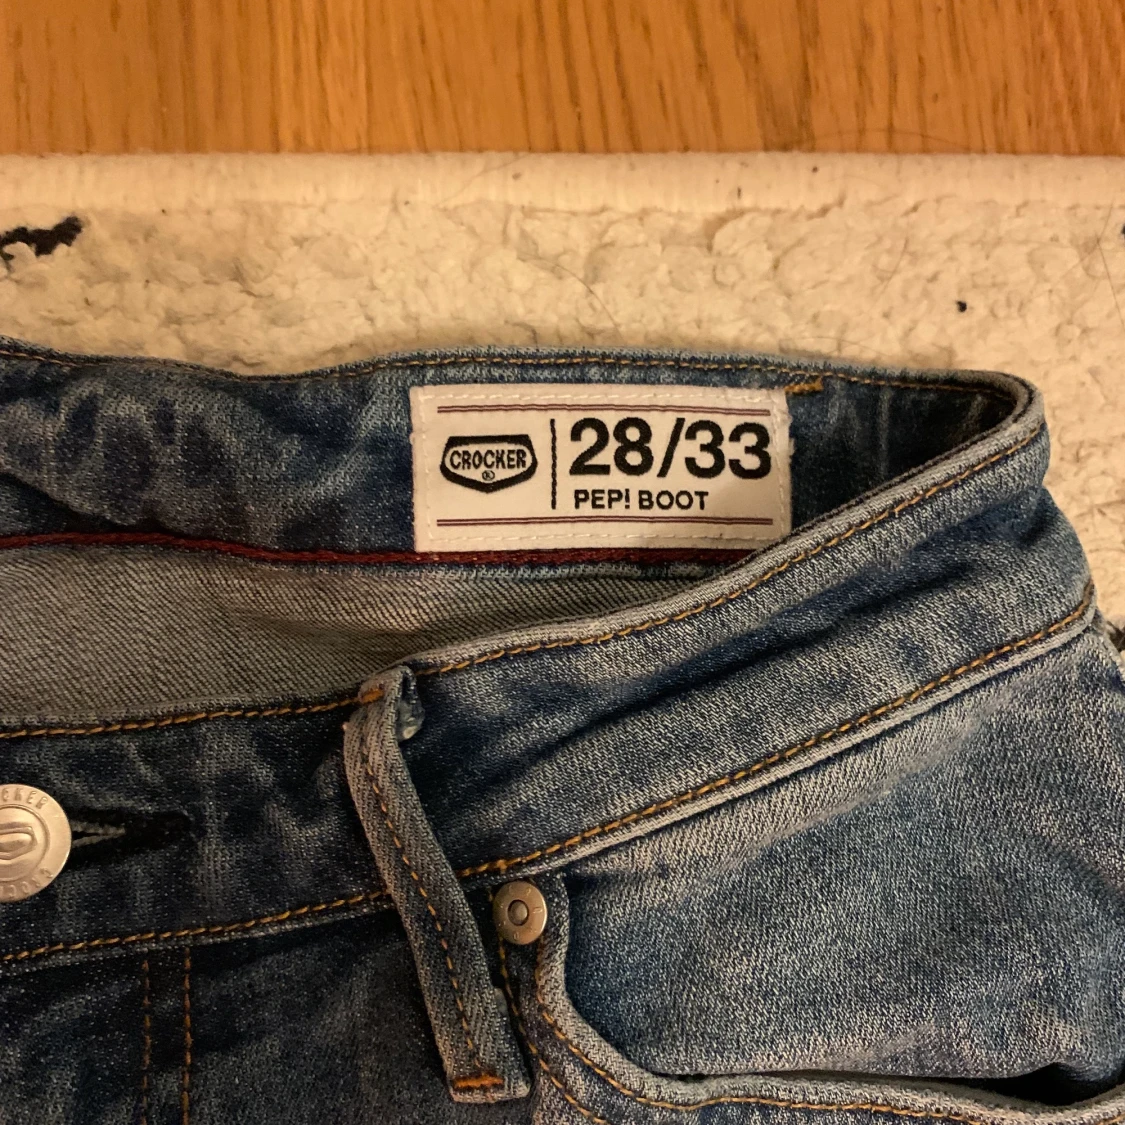 CROCKER
®
28/33
PEP! BOOT